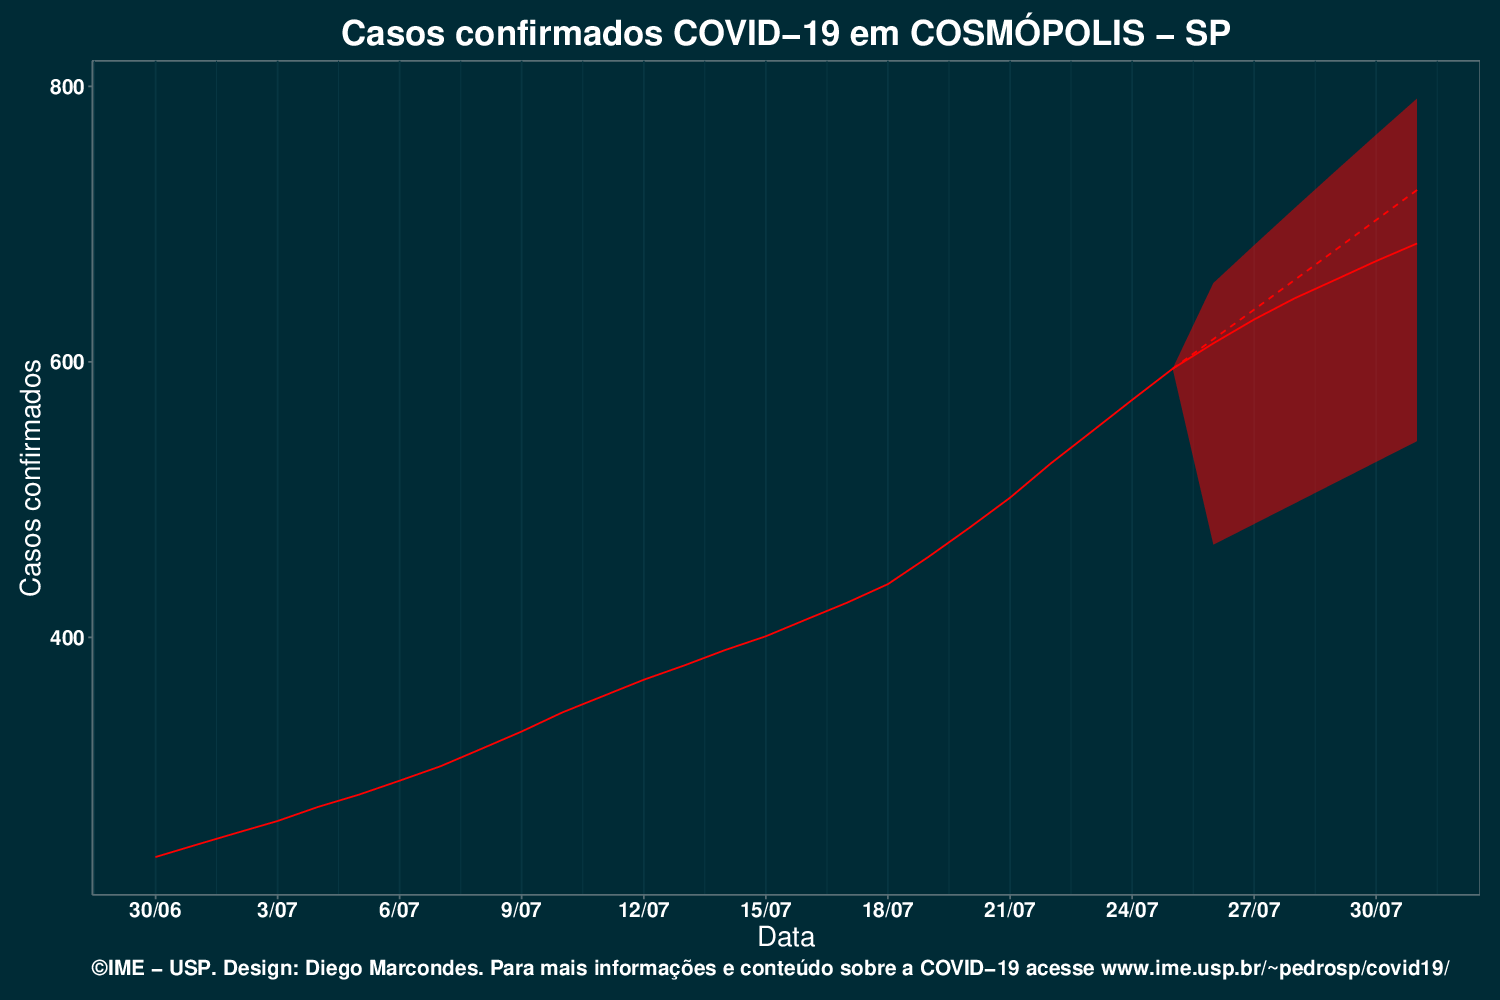 Casos confirmados COVID−19 em COSMÓPOLIS − SP
800
600
400
Casos confirmados
30/06 3/07 6/07 9/07 12/07 15/07 18/07 21/07 24/07 27/07 30/07
Data
©IME − USP. Design: Diego Marcondes. Para mais informações e conteúdo sobre a COVID−19 acesse www.ime.usp.br/~pedrosp/covid19/